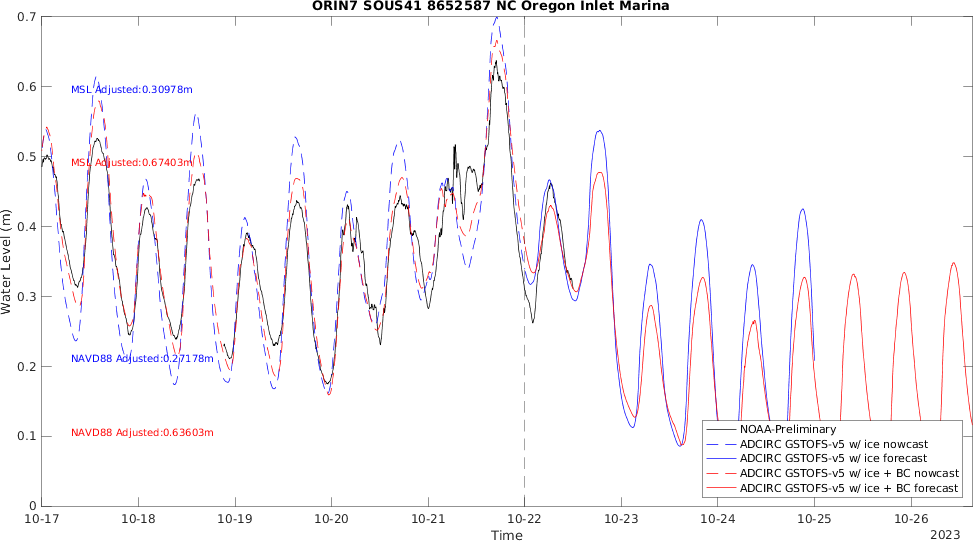 ORIN7 SOUS41 8652587 NC Oregon Inlet Marina
0.7
0.6
0.5
0.4
0.3
0.2
0.1
0
Water Level (m)
MSL Adjusted:0.30978m
MSL Adjusted:0.67403m
NAVD88 Adjusted:0.27178m
NAVD88 Adjusted:0.63603m
NOAA-Preliminary
ADCIRC GSTOFS-v5 w/ ice nowcast
ADCIRC GSTOFS-v5 w/ ice forecast
ADCIRC GSTOFS-v5 w/ ice + BC nowcast
ADCIRC GSTOFS-v5 w/ ice + BC forecast
10-17 10-18 10-19 10-20 10-21 10-22 10-23 10-24 10-25 10-26
Time
2023